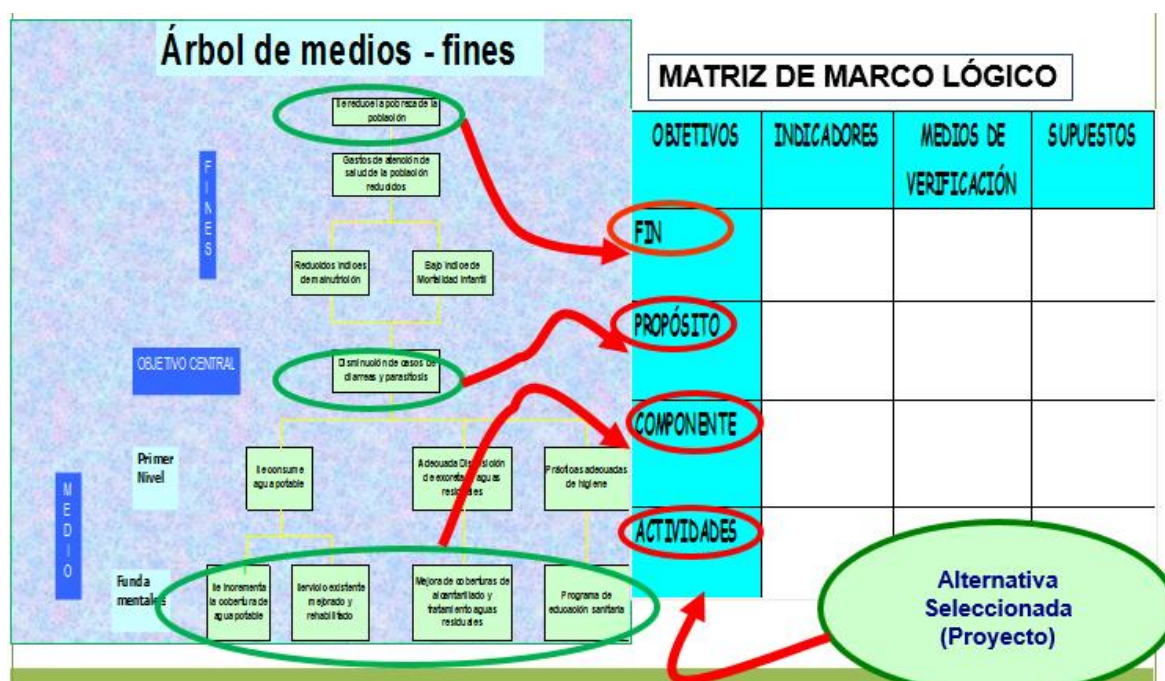 Árbol de medios - fines
Se reduce la pobreza de la
población
Gastos de atención de
salud de la población
reducidos
FINES
Reducidos índices
de malnutrición
Bajo índice de
Mortalidad Infantil
OBJETIVO CENTRAL
Disminución de casos de
diarreas y parasitosis
Primer
Nivel
Se consume
agua potable
Adecuada Disposición
de excretas aguas
residuales
Prácticas adecuadas
de higiene
MEDIO
Funda
mentales
Se incrementa
la cobertura de
agua potable
Servicio existente
mejorado y
rehabilitado
Mejora de coberturas de
alcantarillado y
tratamiento aguas
residuales
Programa de
educación sanitaria
MATRIZ DE MARCO LÓGICO
OBJETIVOS
INDICADORES
MEDIOS DE
VERIFICACIÓN
SUPUESTOS
FIN
PROPÓSITO
COMPONENTE
ACTIVIDADES
Alternativa
Seleccionada
(Proyecto)